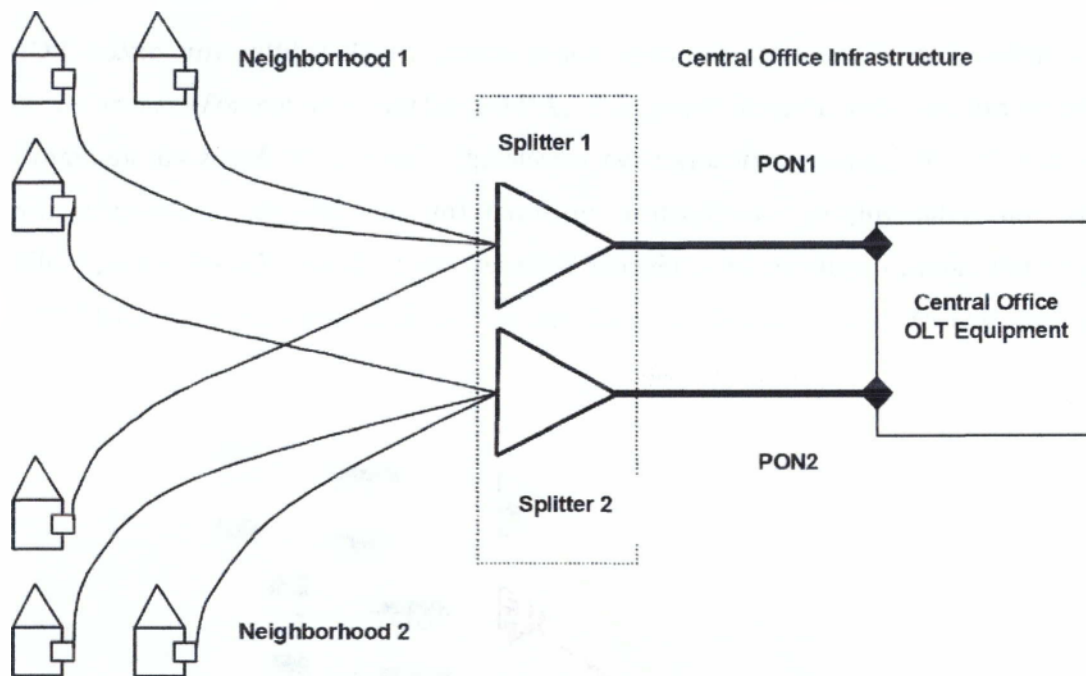 Neighborhood 1
Central Office Infrastructure
Splitter 1
PON1
Central Office
OLT Equipment
PON2
Splitter 2
Neighborhood 2